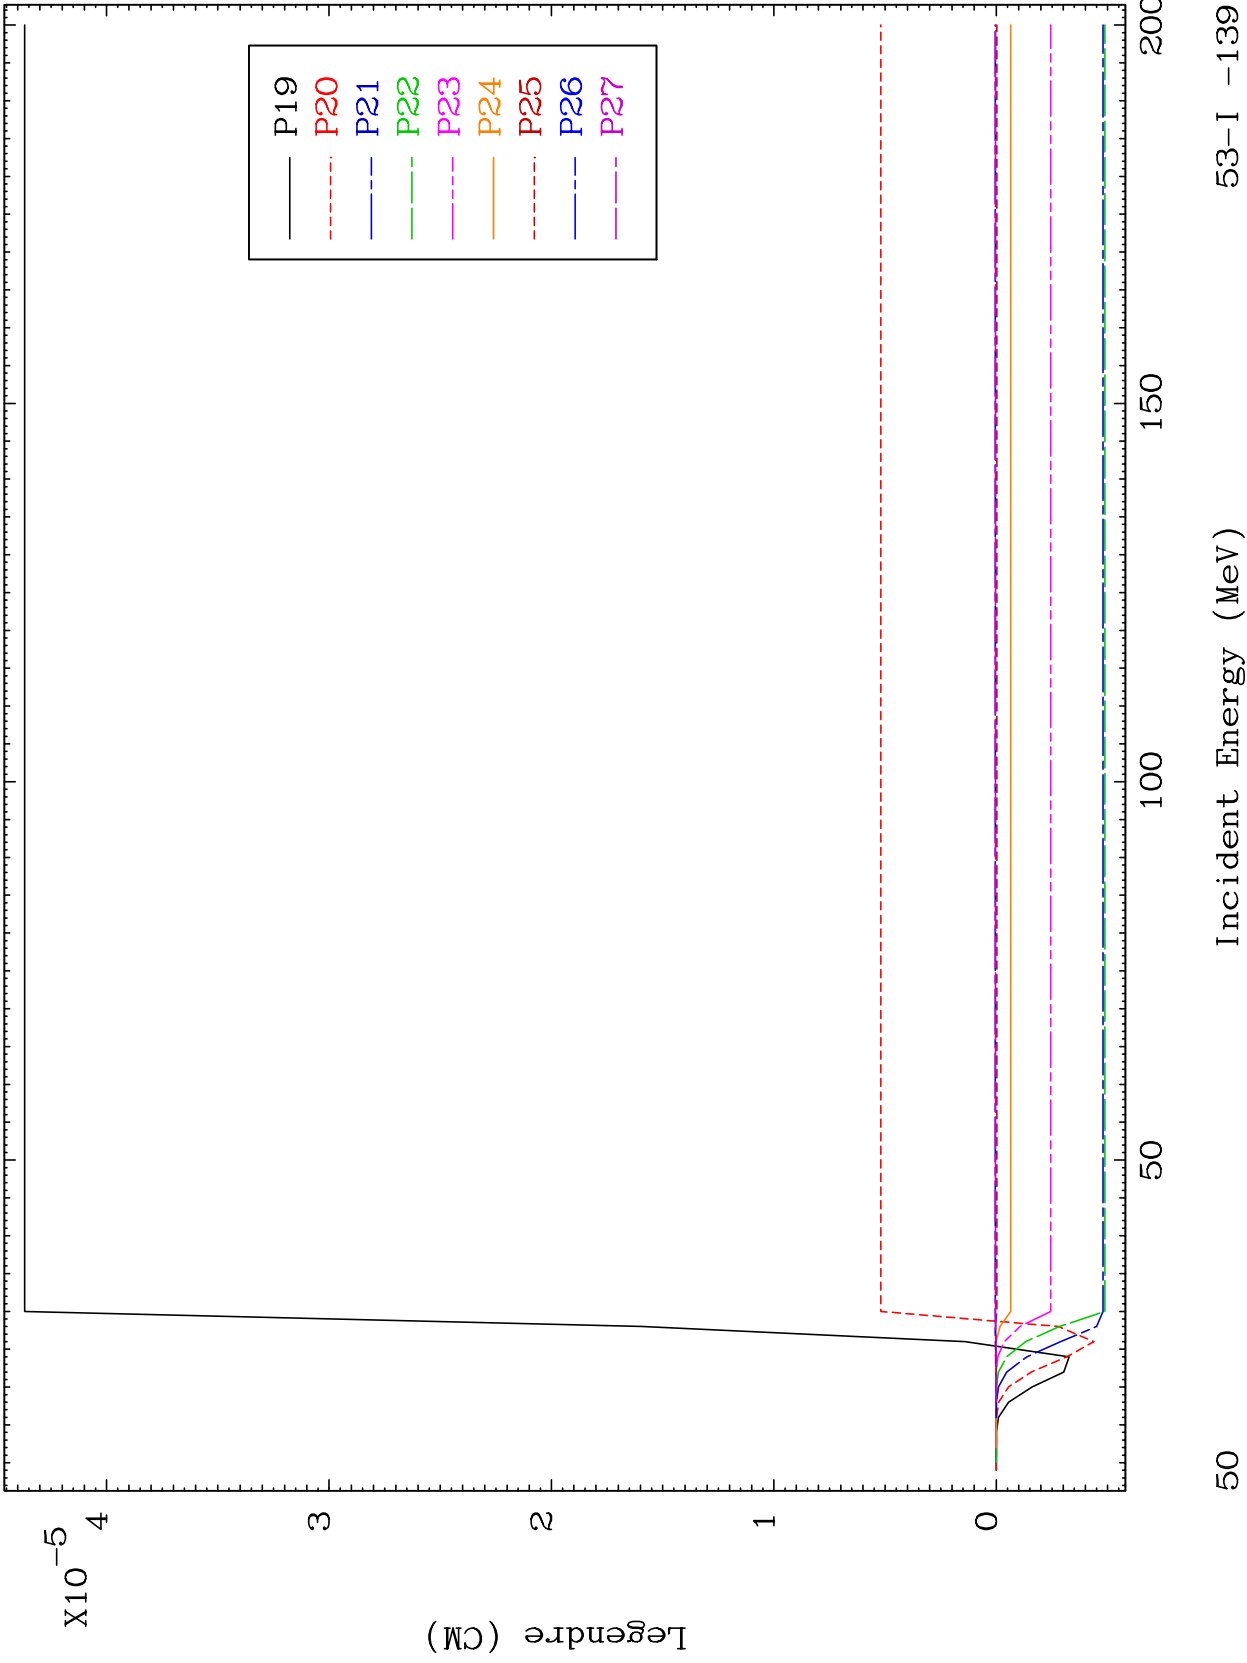 X10-5
4
3
2
1
0
Legendre (CM)
P19
P20
P21
P22
P23
P24
P25
P26
P27
50
100
150
200
Incident Energy (MeV)
50
53-I -139